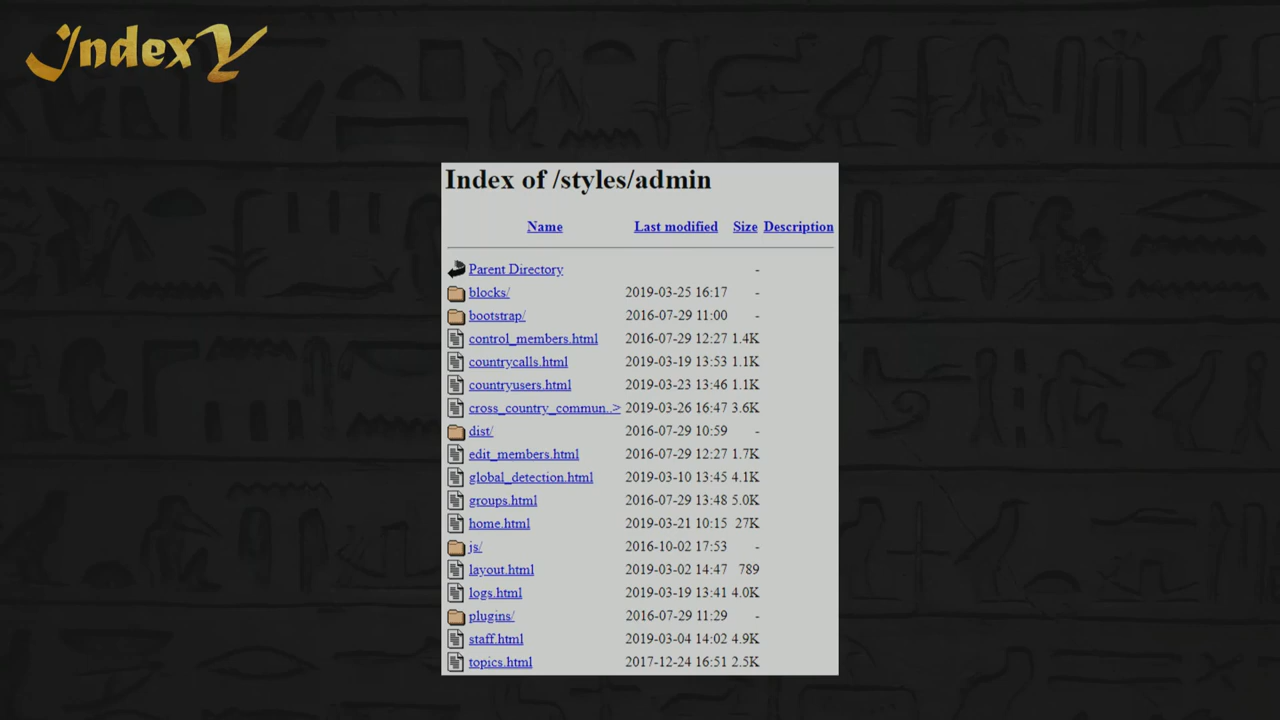 Index Y
Index of /styles/admin
Name Last modified Size Description
Parent Directory -
blocks/ 2019-03-25 16:17 -
bootstrap/ 2016-07-29 11:00 -
control_members.html 2016-07-29 12:27 1.4K
countrycalls.html 2019-03-19 13:53 1.1K
countryusers.html 2019-03-23 13:46 1.1K
cross_country_commun..> 2019-03-26 16:47 3.6K
dist/ 2016-07-29 10:59 -
edit_members.html 2016-07-29 12:27 1.7K
global_detection.html 2019-03-10 13:45 4.1K
groups.html 2016-07-29 13:48 5.0K
home.html 2019-03-21 10:15 27K
js/ 2016-10-02 17:53 -
layout.html 2019-03-02 14:47 789
logs.html 2019-03-19 13:41 4.0K
plugins/ 2016-07-29 11:29 -
staff.html 2019-03-04 14:02 4.9K
topics.html 2017-12-24 16:51 2.5K